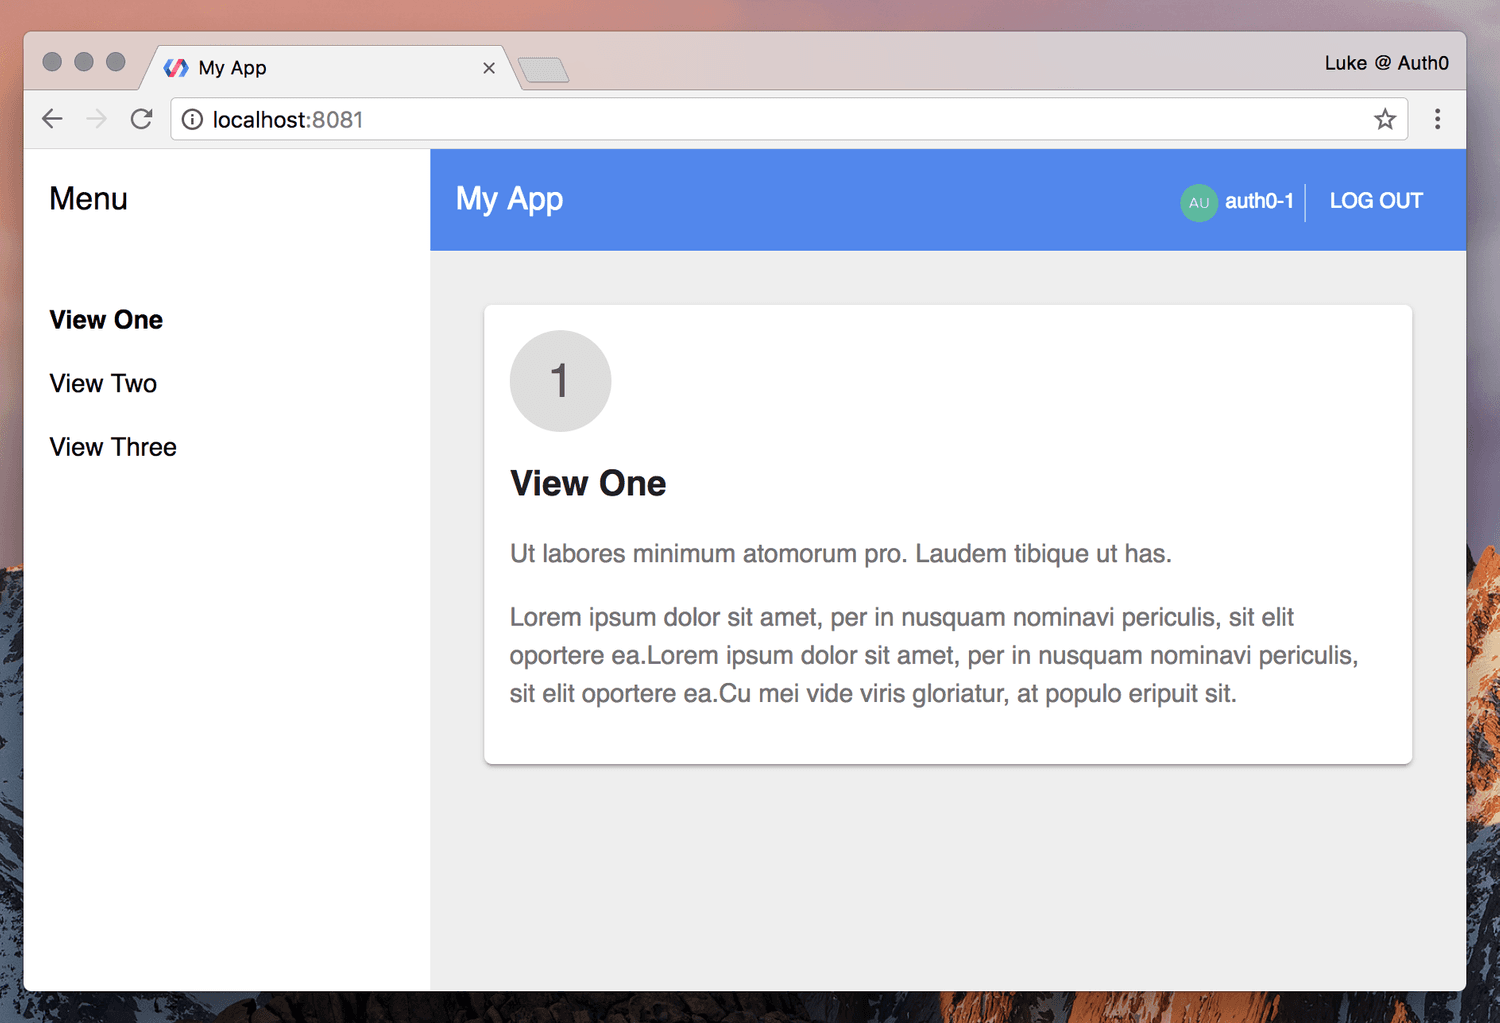 My App
Luke @ Auth0
localhost:8081
Menu
My App
AU auth0-1 LOG OUT
View One
View Two
View Three
1
View One
Ut labores minimum atomorum pro. Laudem tibique ut has.
Lorem ipsum dolor sit amet, per in nusquam nominavi periculis, sit elit
oportere ea.Lorem ipsum dolor sit amet, per in nusquam nominavi periculis,
sit elit oportere ea.Cu mei vide viris gloriatur, at populo eripuit sit.